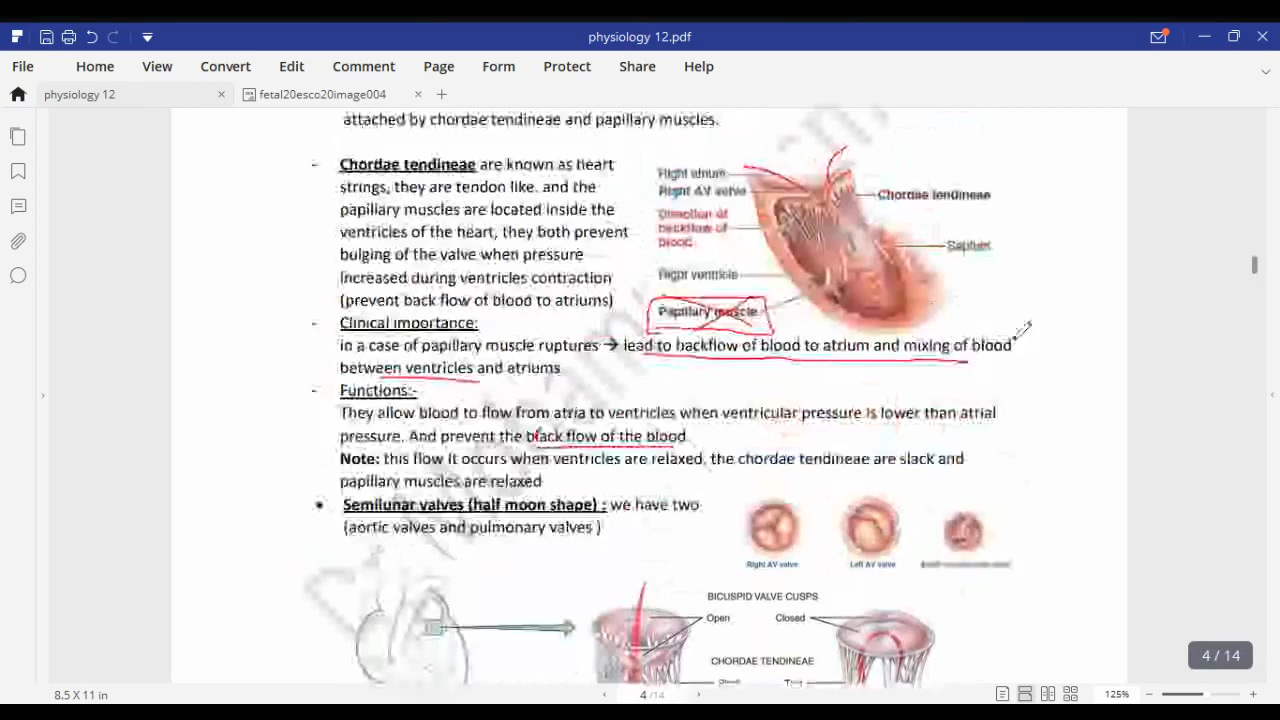 physiology 12.pdf
File Home View Convert Edit Comment Page Form Protect Share Help
physiology 12
fetal20esco20image004
attached by chordae tendineae and papillary muscles.
- Chordae tendineae are known as heart
strings, they are tendon like. and the
papillary muscles are located inside the
ventricles of the heart, they both prevent
bulging of the valve when pressure
increased during ventricles contraction
(prevent back flow of blood to atriums)
Right atrium
Right AV valve
Direction of
backflow of
blood
Right ventricle
Papillary muscle
Chordae tendineae
Septum
- Clinical importance:
in a case of papillary muscle ruptures → lead to backflow of blood to atrium and mixing of blood
between ventricles and atriums
- Functions:-
They allow blood to flow from atria to ventricles when ventricular pressure is lower than atrial
pressure. And prevent the black flow of the blood
Note: this flow it occurs when ventricles are relaxed, the chordae tendineae are slack and
papillary muscles are relaxed
• Semilunar valves (half moon shape) : we have two
(aortic valves and pulmonary valves )
Right AV valve
Left AV valve
BICUSPID VALVE CUSPS
Open
Closed
CHORDAE TENDINEAE
4 / 14
8.5 X 11 in
4 /14
125%